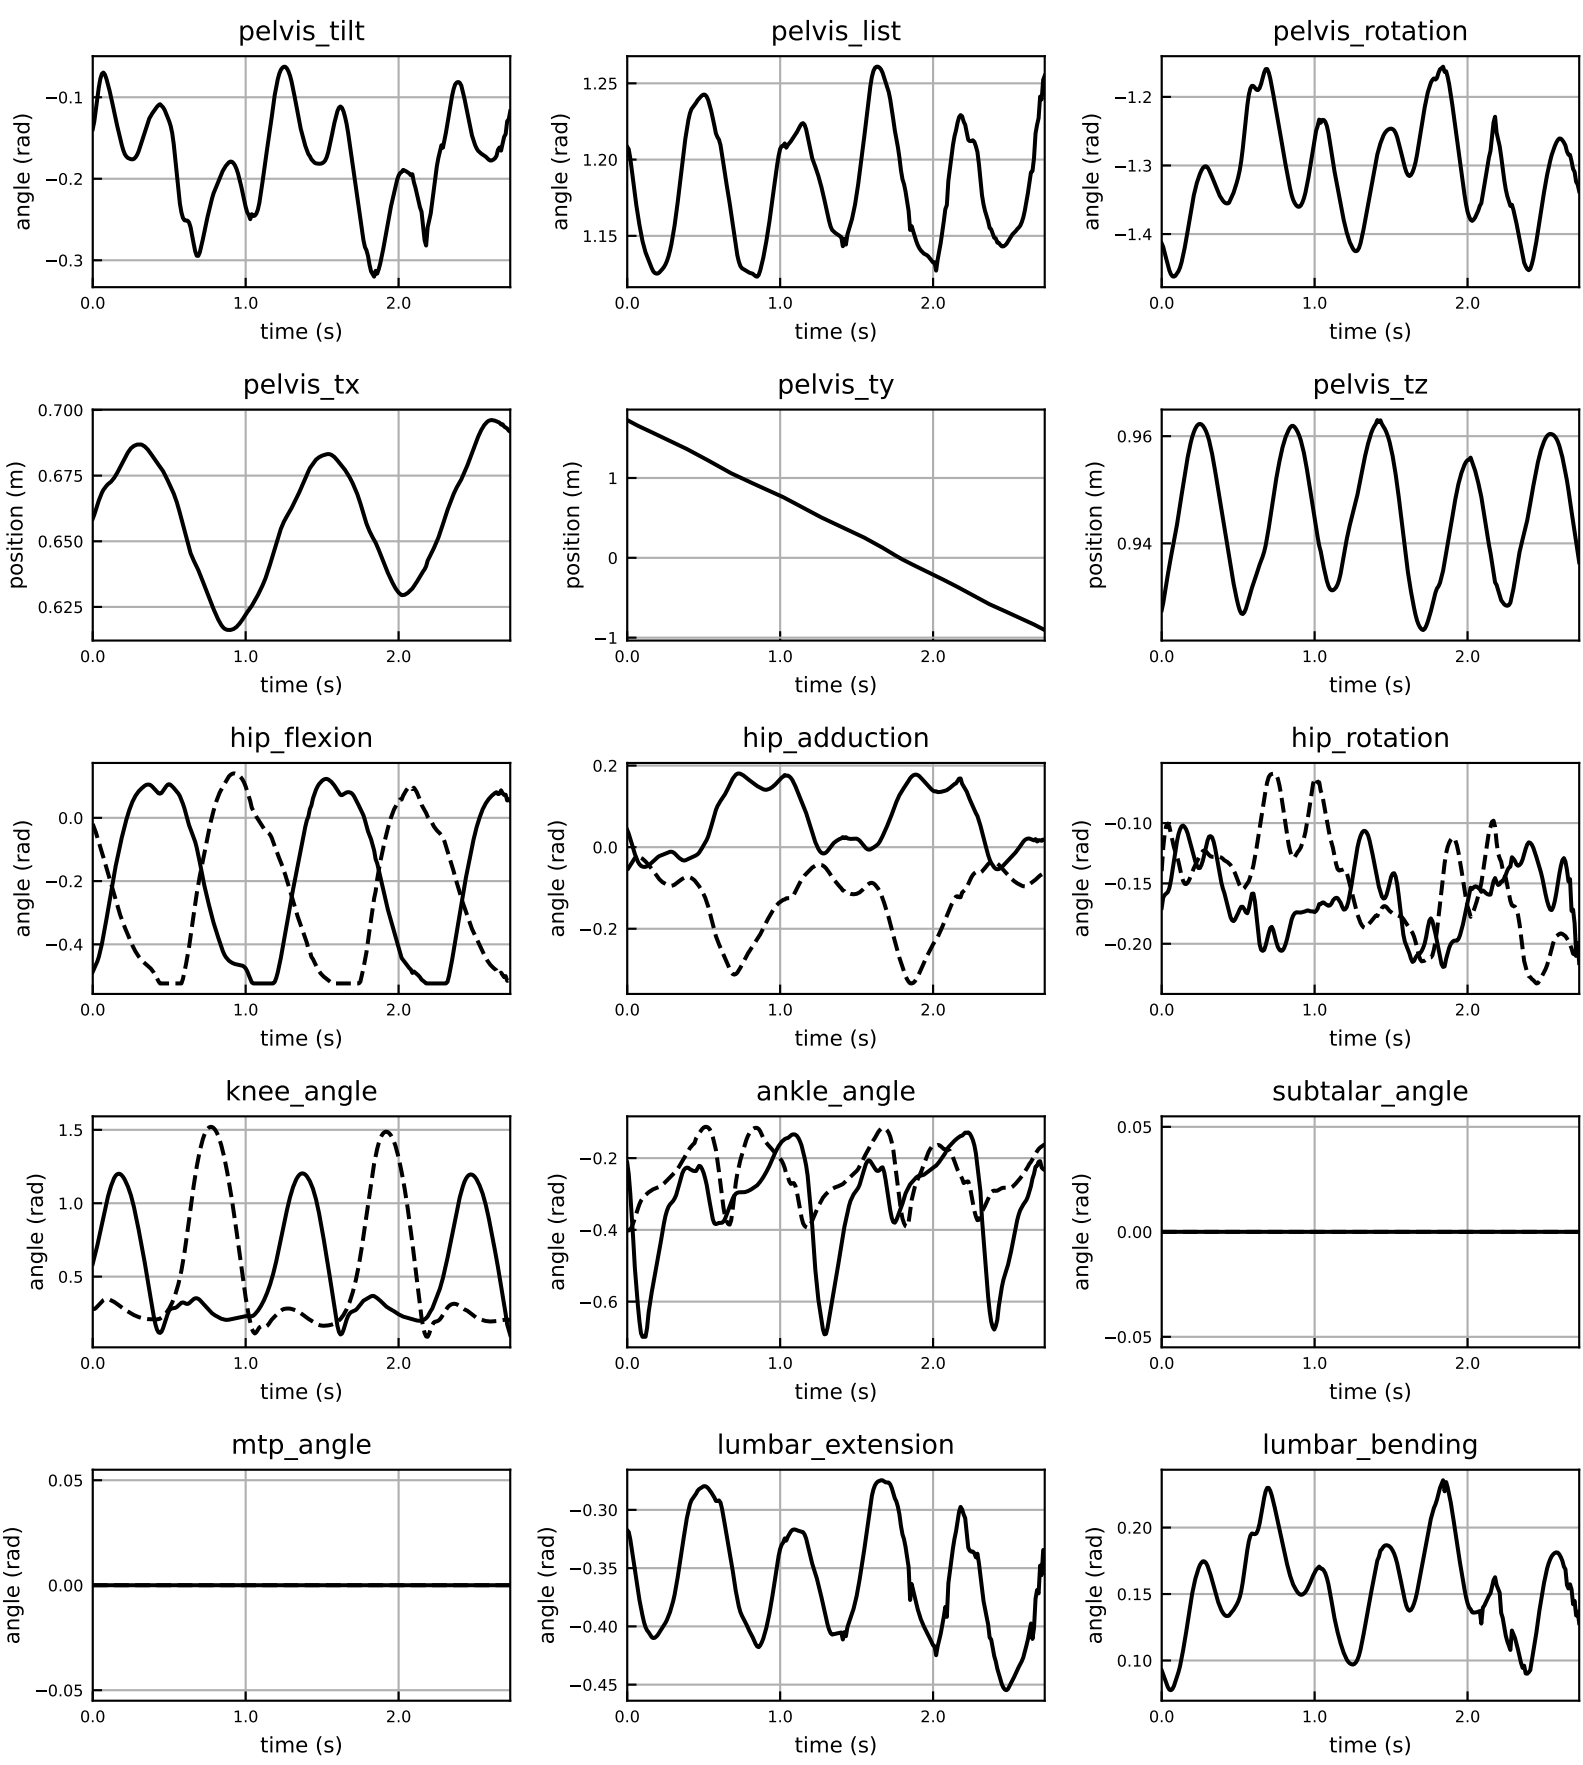 pelvis_tilt
angle (rad)
−0.1
−0.2
−0.3
0.0 1.0 2.0
time (s)
pelvis_list
angle (rad)
1.25
1.20
1.15
0.0 1.0 2.0
time (s)
pelvis_rotation
angle (rad)
−1.2
−1.3
−1.4
0.0 1.0 2.0
time (s)
pelvis_tx
position (m)
0.700
0.675
0.650
0.625
0.0 1.0 2.0
time (s)
pelvis_ty
position (m)
1
0
−1
0.0 1.0 2.0
time (s)
pelvis_tz
position (m)
0.96
0.94
0.0 1.0 2.0
time (s)
hip_flexion
angle (rad)
0.0
−0.2
−0.4
0.0 1.0 2.0
time (s)
hip_adduction
angle (rad)
0.2
0.0
−0.2
0.0 1.0 2.0
time (s)
hip_rotation
angle (rad)
−0.10
−0.15
−0.20
0.0 1.0 2.0
time (s)
knee_angle
angle (rad)
1.5
1.0
0.5
0.0 1.0 2.0
time (s)
ankle_angle
angle (rad)
−0.2
−0.4
−0.6
0.0 1.0 2.0
time (s)
subtalar_angle
angle (rad)
0.05
0.00
−0.05
0.0 1.0 2.0
time (s)
mtp_angle
angle (rad)
0.05
0.00
−0.05
0.0 1.0 2.0
time (s)
lumbar_extension
angle (rad)
−0.30
−0.35
−0.40
−0.45
0.0 1.0 2.0
time (s)
lumbar_bending
angle (rad)
0.20
0.15
0.10
0.0 1.0 2.0
time (s)